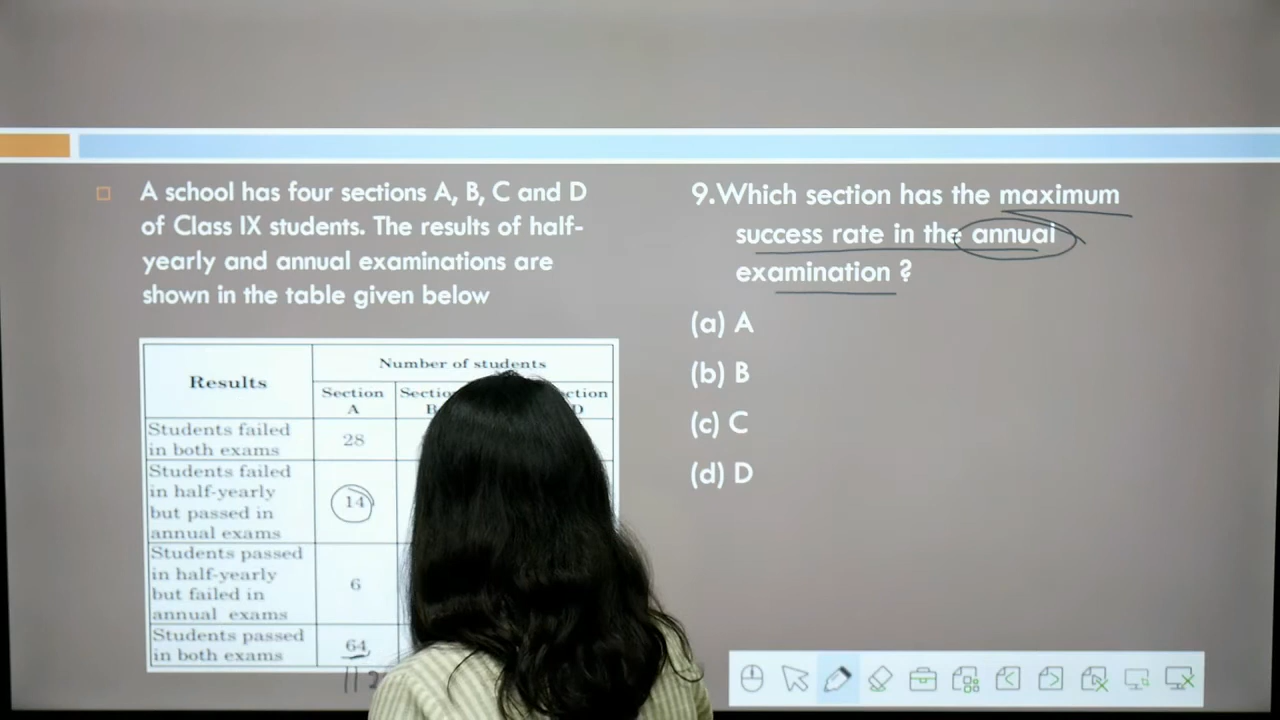 A school has four sections A, B, C and D
of Class IX students. The results of half-
yearly and annual examinations are
shown in the table given below
Results
Number of students
Section
A
Students failed
in both exams
28
Students failed
in half-yearly
but passed in
annual exams
14
Students passed
in half-yearly
but failed in
annual exams
6
Students passed
in both exams
64
9.Which section has the maximum
success rate in the annual
examination ?
(a) A
(b) B
(c) C
(d) D